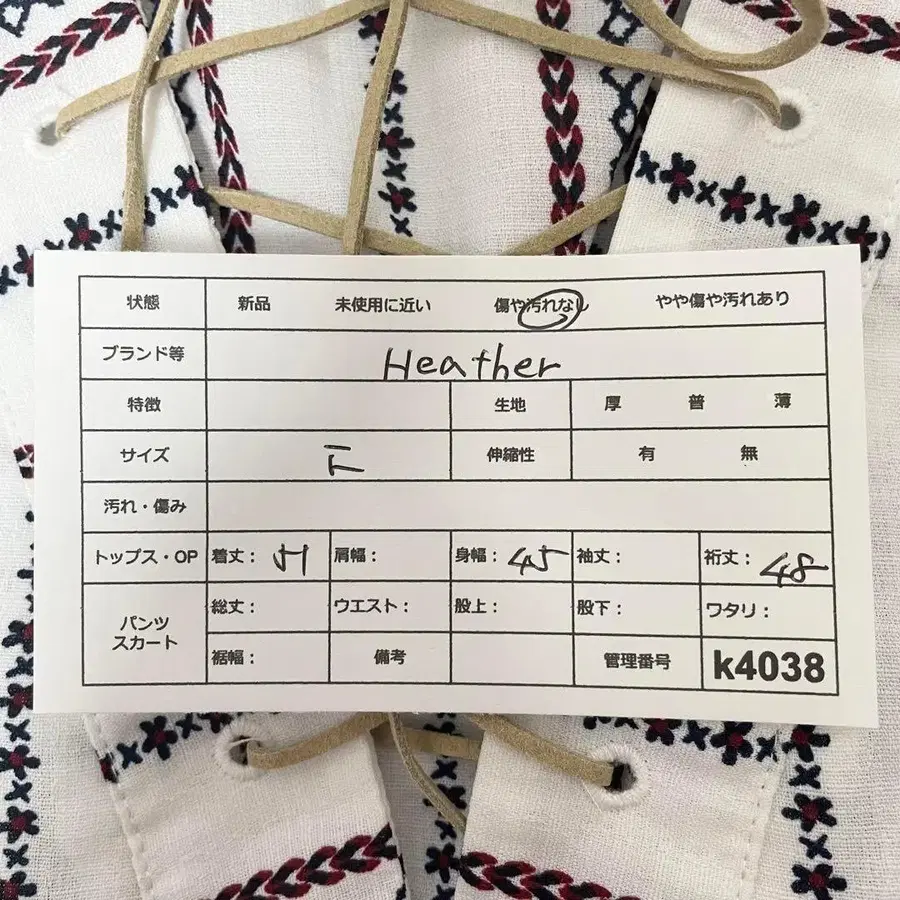 状態 新品 未使用に近い 傷や汚れなし やや傷や汚れあり
ブランド等 Heather
特徴 生地 厚 普 薄
サイズ F 伸縮性 有 無
汚れ・傷み
トップス・OP 着丈: 51 肩幅: 身幅: 45 袖丈: 裄丈: 48
パンツ スカート 総丈: ウエスト: 股上: 股下: ワタリ:
裾幅: 備考 管理番号 k4038